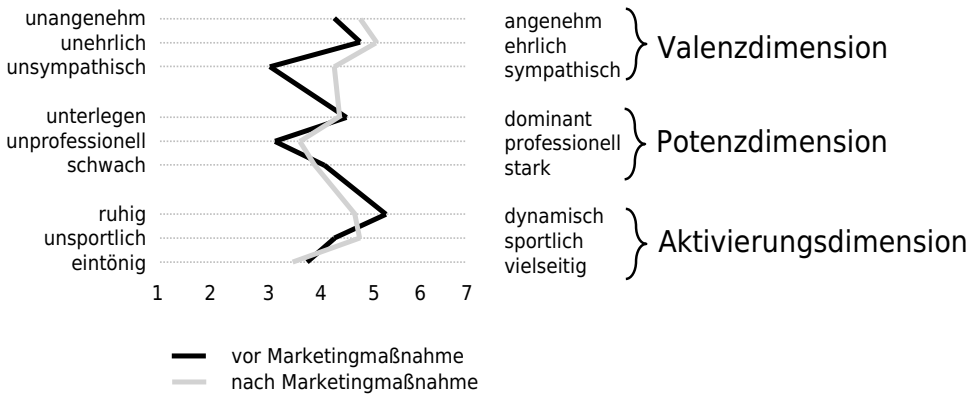 unangenehm
unehrlich
unsympathisch
angenehm
ehrlich
sympathisch
Valenzdimension
unterlegen
unprofessionell
schwach
dominant
professionell
stark
Potenzdimension
ruhig
unsportlich
eintönig
dynamisch
sportlich
vielseitig
Aktivierungsdimension
1 2 3 4 5 6 7
vor Marketingmaßnahme
nach Marketingmaßnahme